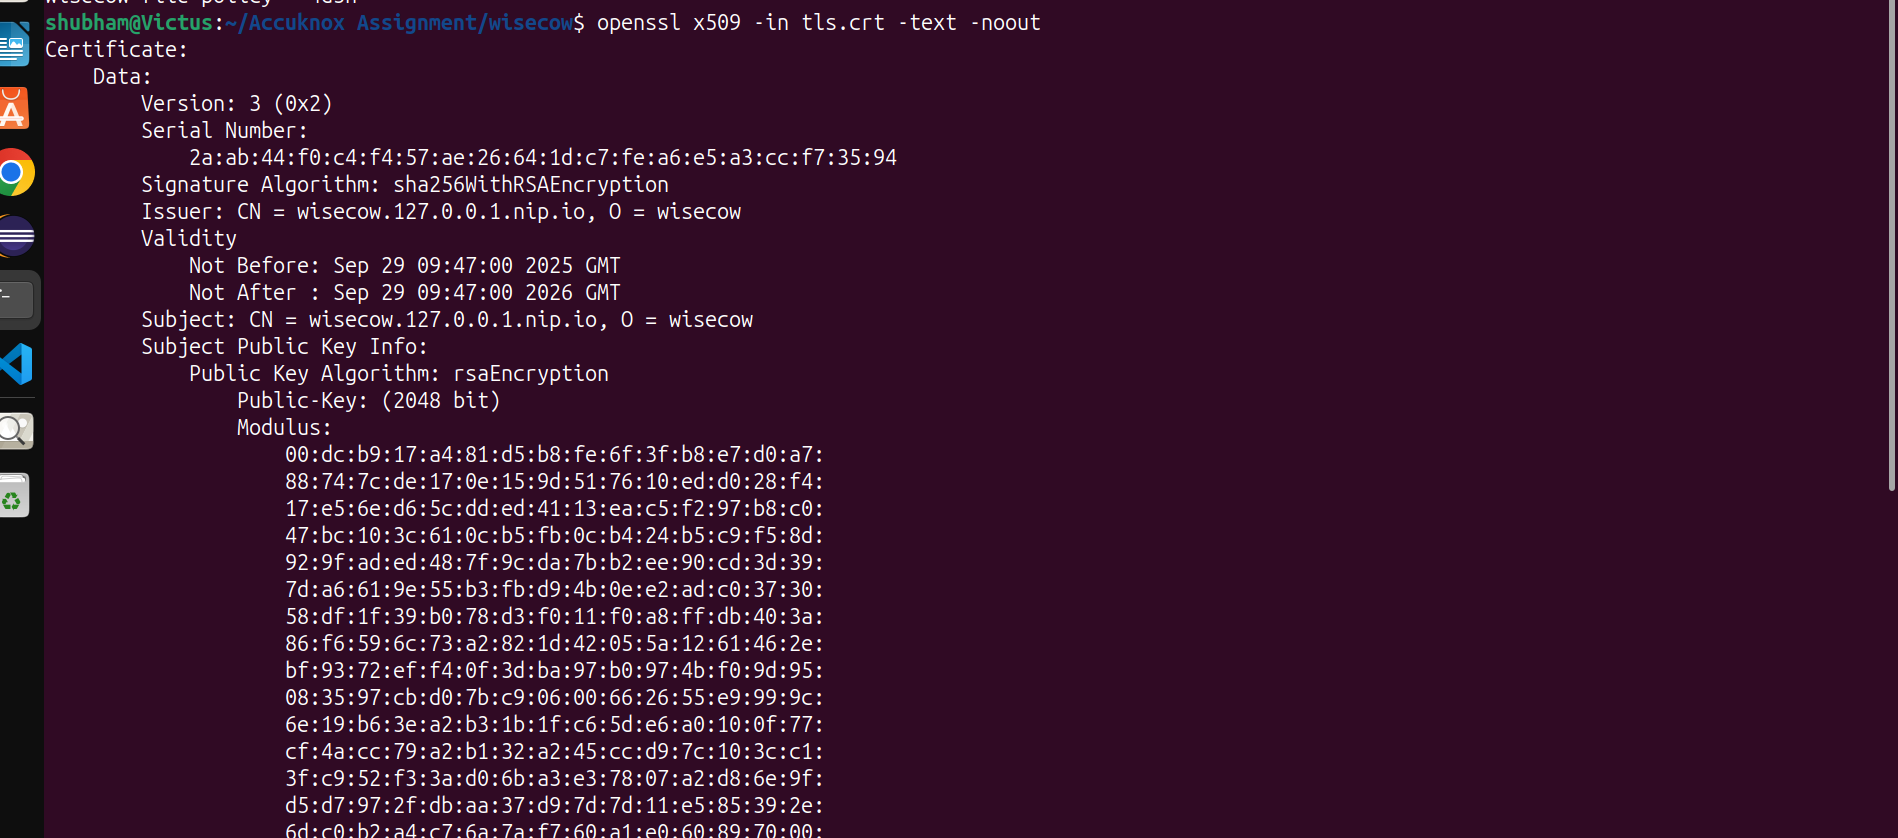 wisecow-file-policy
shubham@Victus:~/Accuknox Assignment/wisecow$ openssl x509 -in tls.crt -text -noout
Certificate:
    Data:
        Version: 3 (0x2)
        Serial Number:
            2a:ab:44:f0:c4:f4:57:ae:26:64:1d:c7:fe:a6:e5:a3:cc:f7:35:94
        Signature Algorithm: sha256WithRSAEncryption
        Issuer: CN = wisecow.127.0.0.1.nip.io, O = wisecow
        Validity
            Not Before: Sep 29 09:47:00 2025 GMT
            Not After : Sep 29 09:47:00 2026 GMT
        Subject: CN = wisecow.127.0.0.1.nip.io, O = wisecow
        Subject Public Key Info:
            Public Key Algorithm: rsaEncryption
                Public-Key: (2048 bit)
                Modulus:
                    00:dc:b9:17:a4:81:d5:b8:fe:6f:3f:b8:e7:d0:a7:
                    88:74:7c:de:17:0e:15:9d:51:76:10:ed:d0:28:f4:
                    17:e5:6e:d6:5c:dd:ed:41:13:ea:c5:f2:97:b8:c0:
                    47:bc:10:3c:61:0c:b5:fb:0c:b4:24:b5:c9:f5:8d:
                    92:9f:ad:ed:48:7f:9c:da:7b:b2:ee:90:cd:3d:39:
                    7d:a6:61:9e:55:b3:fb:d9:4b:0e:e2:ad:c0:37:30:
                    58:df:1f:39:b0:78:d3:f0:11:f0:a8:ff:db:40:3a:
                    86:f6:59:6c:73:a2:82:1d:42:05:5a:12:61:46:2e:
                    bf:93:72:ef:f4:0f:3d:ba:97:b0:97:4b:f0:9d:95:
                    08:35:97:cb:d0:7b:c9:06:00:66:26:55:e9:99:9c:
                    6e:19:b6:3e:a2:b3:1b:1f:c6:5d:e6:a0:10:0f:77:
                    cf:4a:cc:79:a2:b1:32:a2:45:cc:d9:7c:10:3c:c1:
                    3f:c9:52:f3:3a:d0:6b:a3:e3:78:07:a2:d8:6e:9f:
                    d5:d7:97:2f:db:aa:37:d9:7d:7d:11:e5:85:39:2e:
                    6d:c0:b2:a4:c7:6a:7a:f7:60:a1:e0:60:89:70:00: